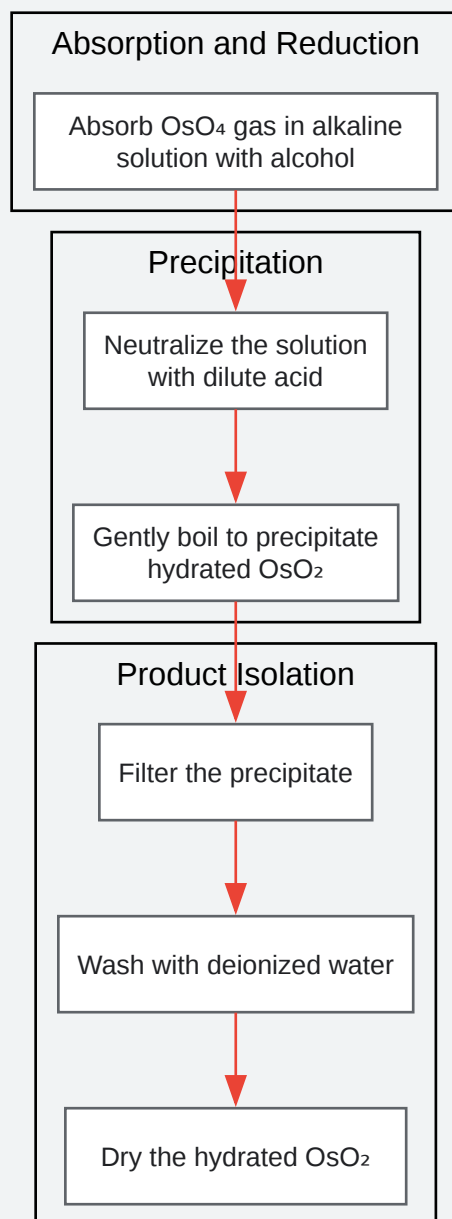 Absorption and Reduction
Absorb OsO₄ gas in alkaline
solution with alcohol
Precipitation
Neutralize the solution
with dilute acid
Gently boil to precipitate
hydrated OsO₂
Product Isolation
Filter the precipitate
Wash with deionized water
Dry the hydrated OsO₂